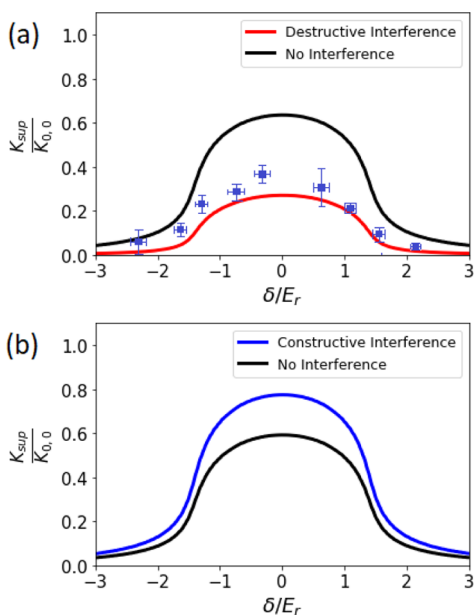 (a)
1.0
0.8
0.6
0.4
0.2
0.0
K_sup / K_0,0
Destructive Interference
No Interference
−3 −2 −1 0 1 2 3
δ/E_r
(b)
1.0
0.8
0.6
0.4
0.2
0.0
K_sup / K_0,0
Constructive Interference
No Interference
−3 −2 −1 0 1 2 3
δ/E_r